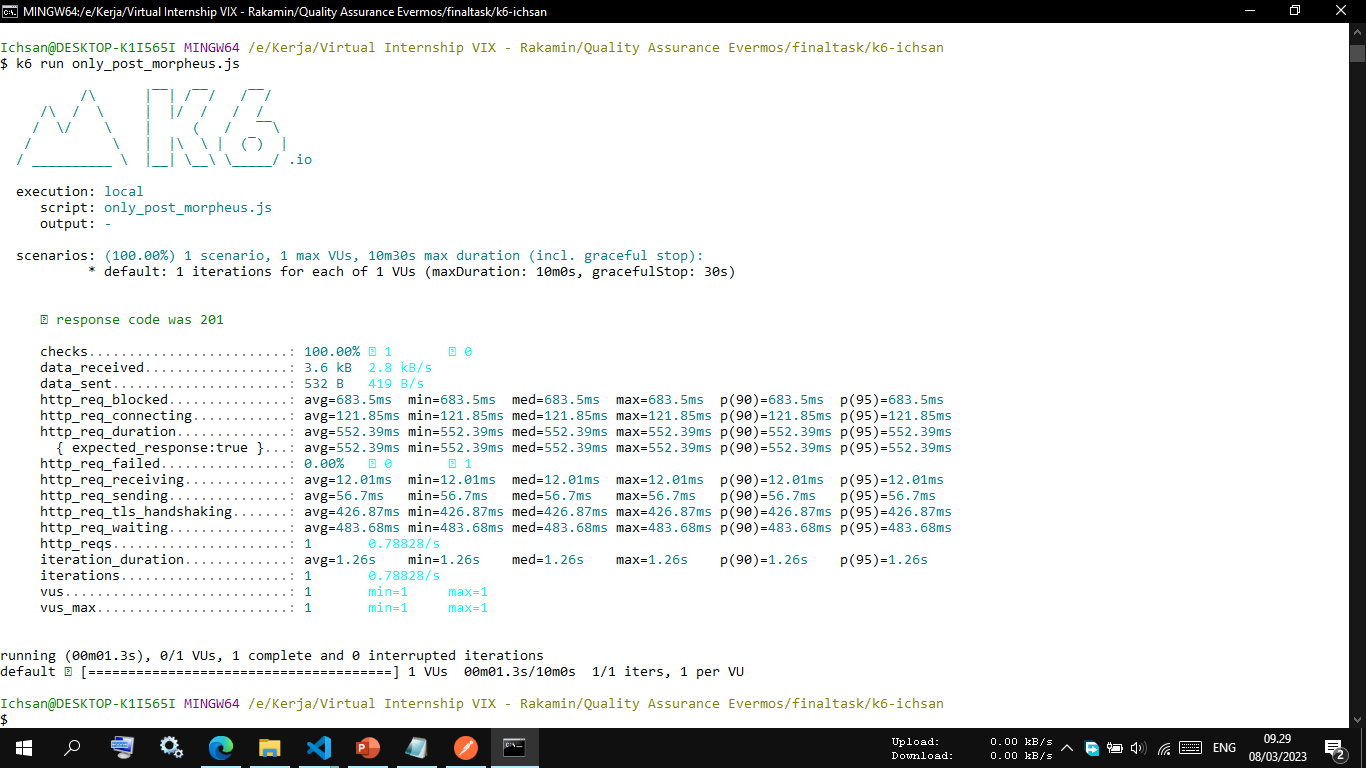 MINGW64:/e/Kerja/Virtual Internship VIX - Rakamin/Quality Assurance Evermos/finaltask/k6-ichsan
Ichsan@DESKTOP-K1I565I MINGW64 /e/Kerja/Virtual Internship VIX - Rakamin/Quality Assurance Evermos/finaltask/k6-ichsan
$ k6 run only_post_morpheus.js
K6 .io
execution: local
script: only_post_morpheus.js
output: -
scenarios: (100.00%) 1 scenario, 1 max VUs, 10m30s max duration (incl. graceful stop):
* default: 1 iterations for each of 1 VUs (maxDuration: 10m0s, gracefulStop: 30s)
response code was 201
checks.........................: 100.00% 1 0
data_received..................: 3.6 kB 2.8 kB/s
data_sent......................: 532 B 419 B/s
http_req_blocked...............: avg=683.5ms min=683.5ms med=683.5ms max=683.5ms p(90)=683.5ms p(95)=683.5ms
http_req_connecting............: avg=121.85ms min=121.85ms med=121.85ms max=121.85ms p(90)=121.85ms p(95)=121.85ms
http_req_duration..............: avg=552.39ms min=552.39ms med=552.39ms max=552.39ms p(90)=552.39ms p(95)=552.39ms
{ expected_response:true }...: avg=552.39ms min=552.39ms med=552.39ms max=552.39ms p(90)=552.39ms p(95)=552.39ms
http_req_failed................: 0.00% 0 1
http_req_receiving.............: avg=12.01ms min=12.01ms med=12.01ms max=12.01ms p(90)=12.01ms p(95)=12.01ms
http_req_sending...............: avg=56.7ms min=56.7ms med=56.7ms max=56.7ms p(90)=56.7ms p(95)=56.7ms
http_req_tls_handshaking.......: avg=426.87ms min=426.87ms med=426.87ms max=426.87ms p(90)=426.87ms p(95)=426.87ms
http_req_waiting...............: avg=483.68ms min=483.68ms med=483.68ms max=483.68ms p(90)=483.68ms p(95)=483.68ms
http_reqs......................: 1 0.78828/s
iteration_duration.............: avg=1.26s min=1.26s med=1.26s max=1.26s p(90)=1.26s p(95)=1.26s
iterations.....................: 1 0.78828/s
vus............................: 1 min=1 max=1
vus_max........................: 1 min=1 max=1
running (00m01.3s), 0/1 VUs, 1 complete and 0 interrupted iterations
default [======================================] 1 VUs 00m01.3s/10m0s 1/1 iters, 1 per VU
Ichsan@DESKTOP-K1I565I MINGW64 /e/Kerja/Virtual Internship VIX - Rakamin/Quality Assurance Evermos/finaltask/k6-ichsan
$
Upload: 0.00 kB/s
Download: 0.00 kB/s
ENG
09.29
08/03/2023
2